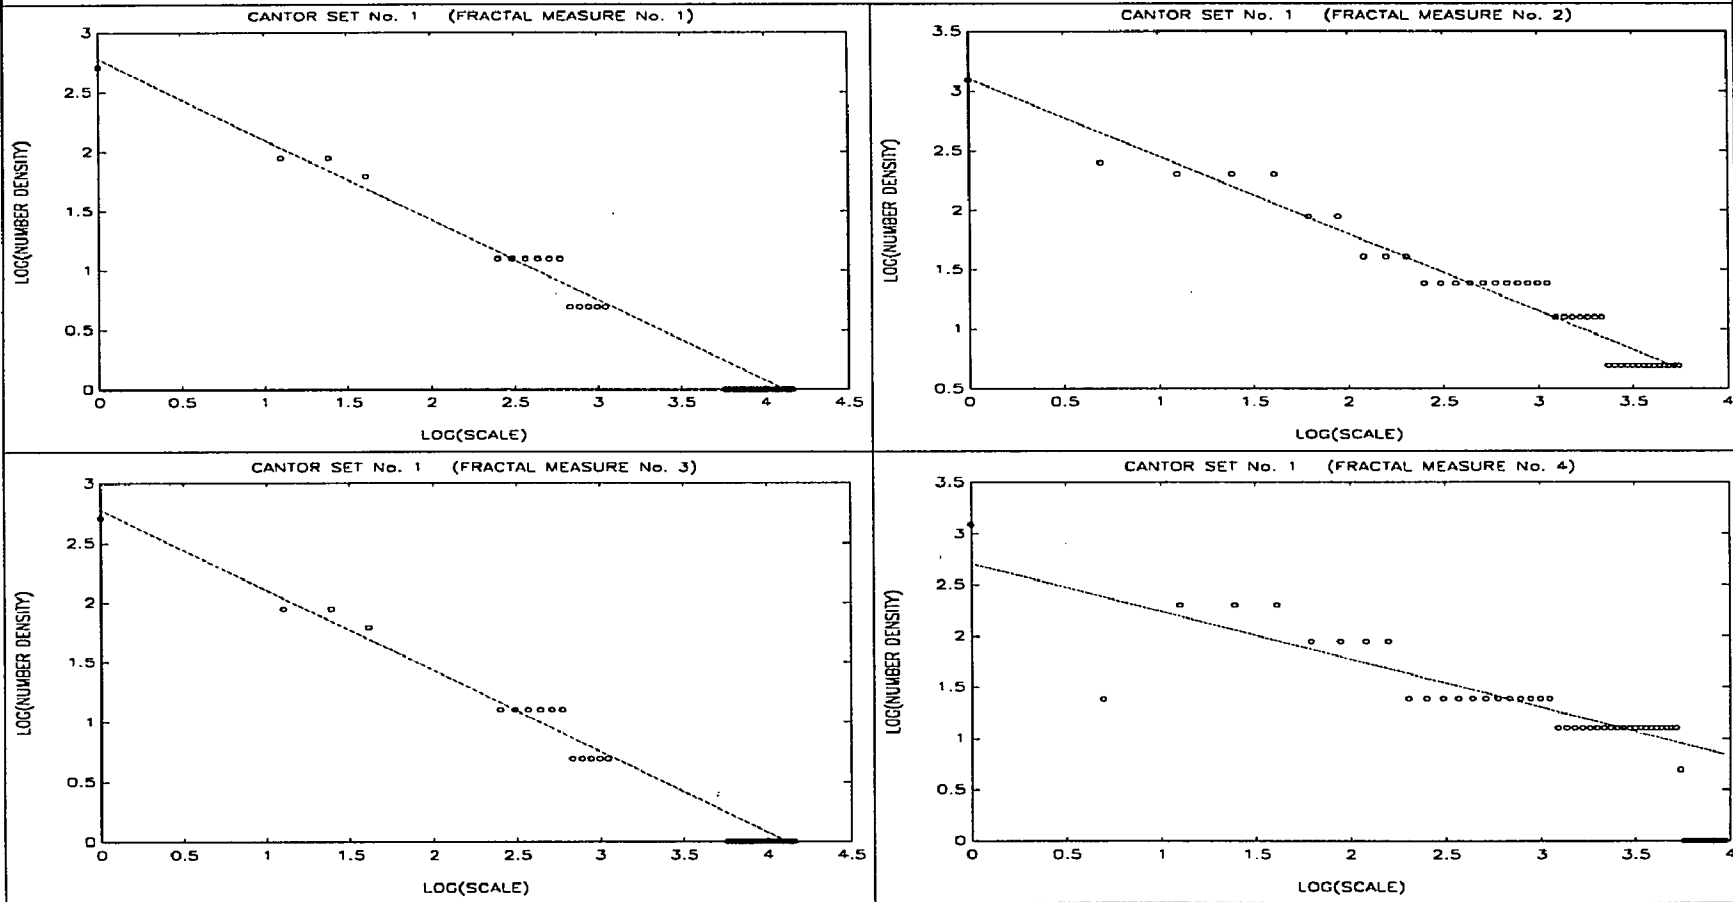 CANTOR SET No. 1 (FRACTAL MEASURE No. 1)
3
2.5
2
1.5
1
0.5
0
LOG(NUMBER DENSITY)
0 0.5 1 1.5 2 2.5 3 3.5 4 4.5
LOG(SCALE)
CANTOR SET No. 1 (FRACTAL MEASURE No. 2)
3.5
3
2.5
2
1.5
1
0.5
LOG(NUMBER DENSITY)
0 0.5 1 1.5 2 2.5 3 3.5 4
LOG(SCALE)
CANTOR SET No. 1 (FRACTAL MEASURE No. 3)
3
2.5
2
1.5
1
0.5
0
LOG(NUMBER DENSITY)
0 0.5 1 1.5 2 2.5 3 3.5 4 4.5
LOG(SCALE)
CANTOR SET No. 1 (FRACTAL MEASURE No. 4)
3.5
3
2.5
2
1.5
1
0.5
0
LOG(NUMBER DENSITY)
0 0.5 1 1.5 2 2.5 3 3.5 4
LOG(SCALE)